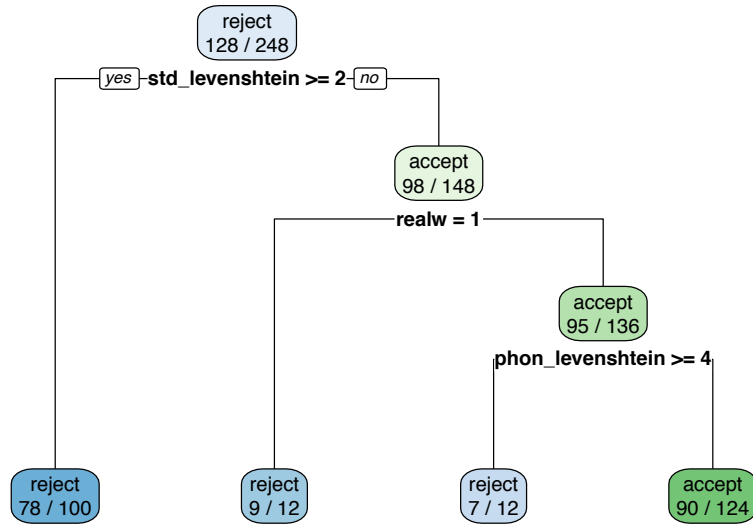 reject
128 / 248
yes std_levenshtein >= 2 no
accept
98 / 148
realw = 1
accept
95 / 136
phon_levenshtein >= 4
reject
78 / 100
reject
9 / 12
reject
7 / 12
accept
90 / 124